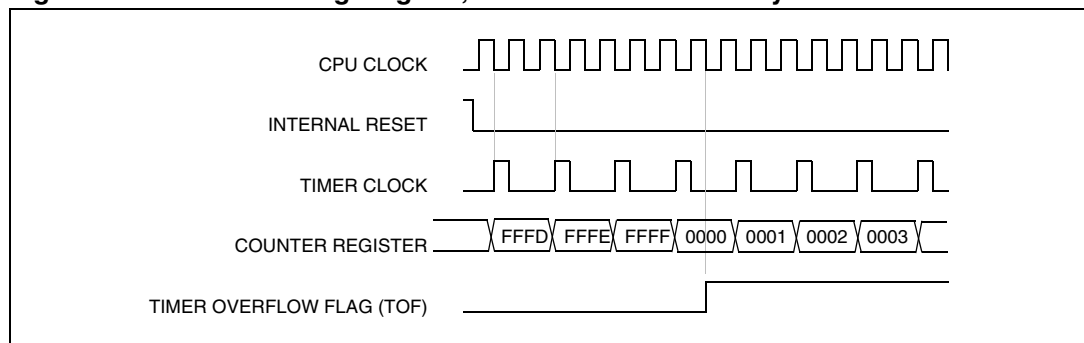 CPU CLOCK
INTERNAL RESET
TIMER CLOCK
COUNTER REGISTER FFFD FFFE FFFF 0000 0001 0002 0003
TIMER OVERFLOW FLAG (TOF)